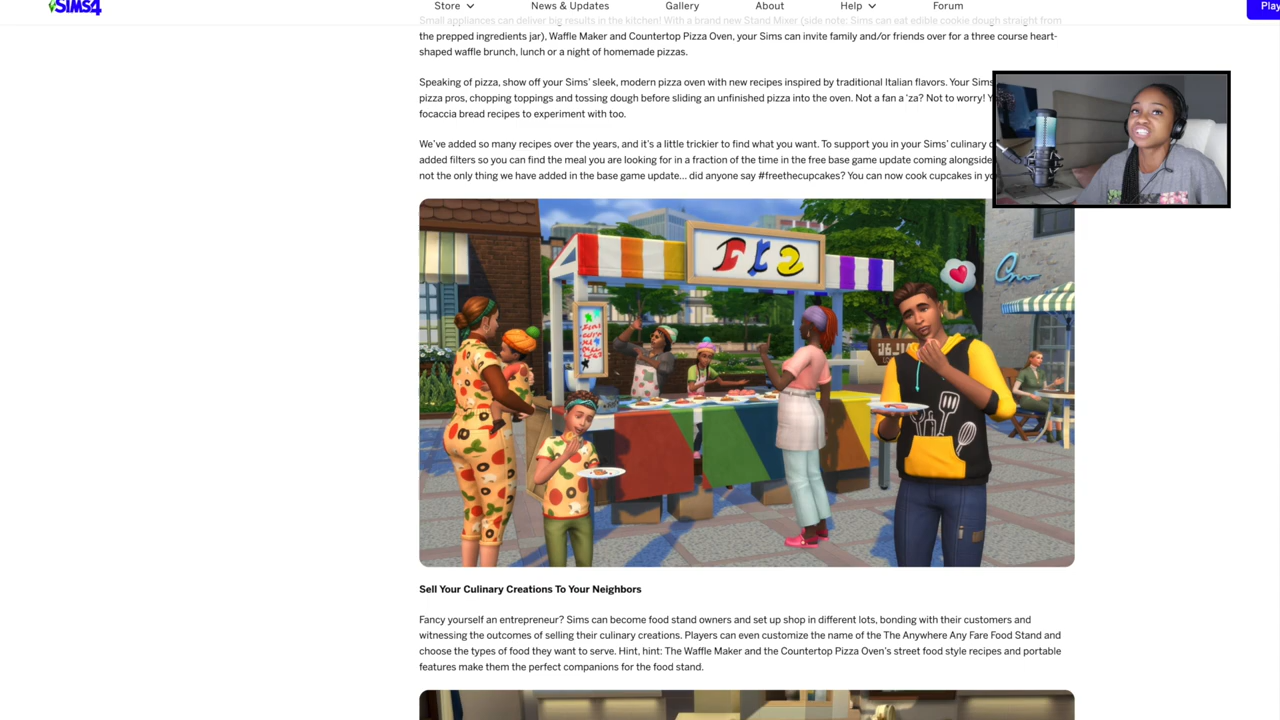 SIMS4
Store News & Updates Gallery About Help Forum Play
Small appliances can deliver big results in the kitchen! With a brand new Stand Mixer (side note: Sims can eat edible cookie dough straight from
the prepped ingredients jar), Waffle Maker and Countertop Pizza Oven, your Sims can invite family and/or friends over for a three course heart-
shaped waffle brunch, lunch or a night of homemade pizzas.
Speaking of pizza, show off your Sims’ sleek, modern pizza oven with new recipes inspired by traditional Italian flavors. Your Sims
pizza pros, chopping toppings and tossing dough before sliding an unfinished pizza into the oven. Not a fan a ’za? Not to worry!
focaccia bread recipes to experiment with too.
We’ve added so many recipes over the years, and it’s a little trickier to find what you want. To support you in your Sims’ culinary
added filters so you can find the meal you are looking for in a fraction of the time in the free base game update coming alongside
not the only thing we have added in the base game update... did anyone say #freethecupcakes? You can now cook cupcakes in
Sell Your Culinary Creations To Your Neighbors
Fancy yourself an entrepreneur? Sims can become food stand owners and set up shop in different lots, bonding with their customers and
witnessing the outcomes of selling their culinary creations. Players can even customize the name of the The Anywhere Any Fare Food Stand and
choose the types of food they want to serve. Hint, hint: The Waffle Maker and the Countertop Pizza Oven’s street food style recipes and portable
features make them the perfect companions for the food stand.